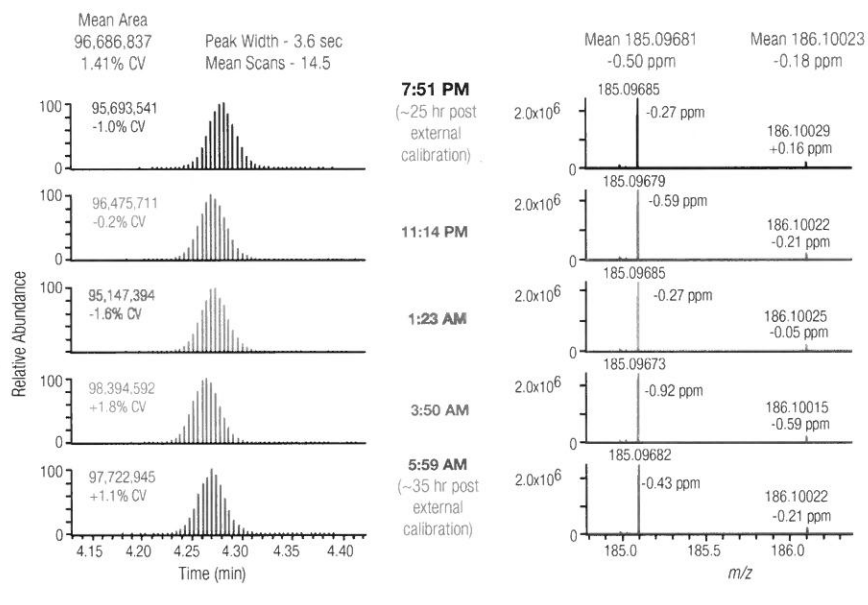 Mean Area
96,686,837
1.41% CV
Peak Width - 3.6 sec
Mean Scans - 14.5
Mean 185.09681
-0.50 ppm
Mean 186.10023
-0.18 ppm
100
0
95,693,541
-1.0% CV
7:51 PM
(~25 hr post
external
calibration)
2.0x10⁶
0
185.09685
-0.27 ppm
186.10029
+0.16 ppm
100
0
96,475,711
-0.2% CV
11:14 PM
2.0x10⁶
0
185.09679
-0.59 ppm
186.10022
-0.21 ppm
100
0
95,147,394
-1.6% CV
1:23 AM
2.0x10⁶
0
185.09685
-0.27 ppm
186.10025
-0.05 ppm
100
0
98,394,592
+1.8% CV
3:50 AM
2.0x10⁶
0
185.09673
-0.92 ppm
186.10015
-0.59 ppm
100
0
97,722,945
+1.1% CV
5:59 AM
(~35 hr post
external
calibration)
2.0x10⁶
0
185.09682
-0.43 ppm
186.10022
-0.21 ppm
Relative Abundance
4.15 4.20 4.25 4.30 4.35 4.40
Time (min)
185.0 185.5 186.0
m/z